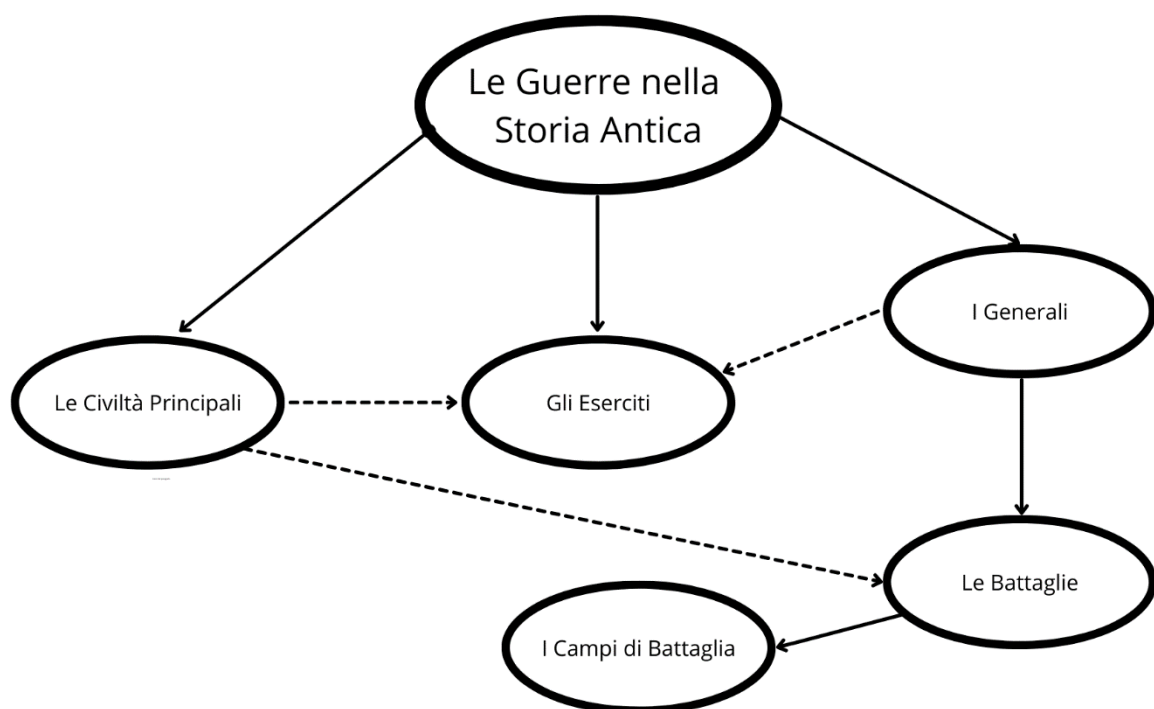 Le Guerre nella
Storia Antica
I Generali
Le Civiltà Principali
Gli Eserciti
Le Battaglie
I Campi di Battaglia